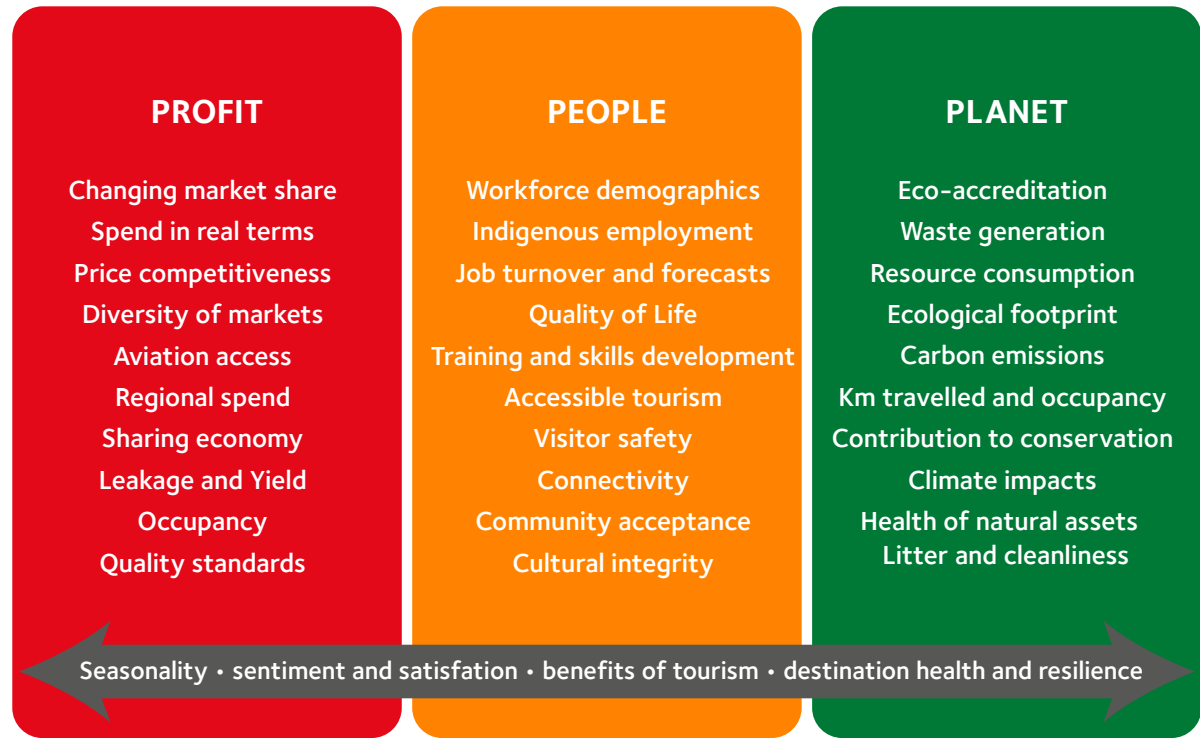 PROFIT
Changing market share
Spend in real terms
Price competitiveness
Diversity of markets
Aviation access
Regional spend
Sharing economy
Leakage and Yield
Occupancy
Quality standards
PEOPLE
Workforce demographics
Indigenous employment
Job turnover and forecasts
Quality of Life
Training and skills development
Accessible tourism
Visitor safety
Connectivity
Community acceptance
Cultural integrity
PLANET
Eco-accreditation
Waste generation
Resource consumption
Ecological footprint
Carbon emissions
Km travelled and occupancy
Contribution to conservation
Climate impacts
Health of natural assets
Litter and cleanliness
Seasonality • sentiment and satisfation • benefits of tourism • destination health and resilience